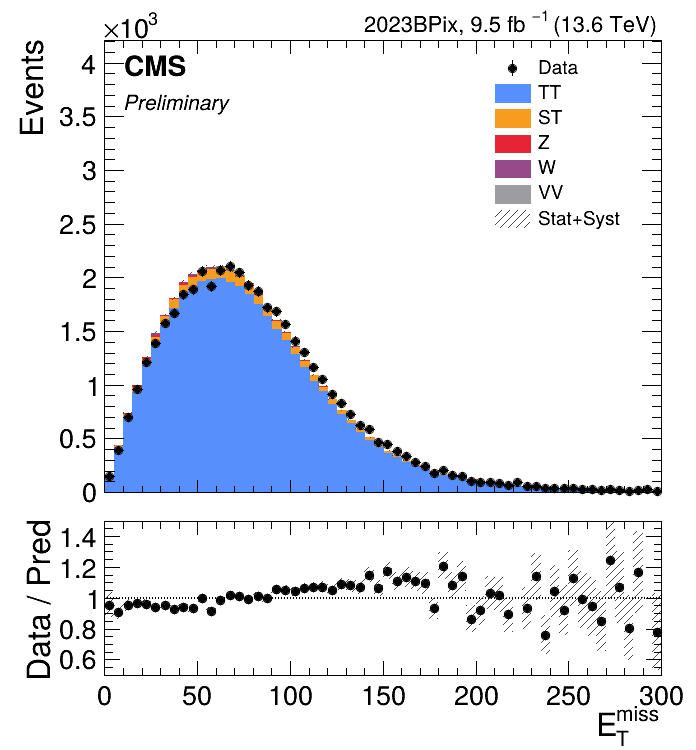 ×10³
2023BPix, 9.5 fb⁻¹ (13.6 TeV)
CMS
Preliminary
Events
4
3.5
3
2.5
2
1.5
1
0.5
0
Data
TT
ST
Z
W
VV
Stat+Syst
Data / Pred
1.4
1.2
1
0.8
0.6
0 50 100 150 200 250 300
E_T^miss